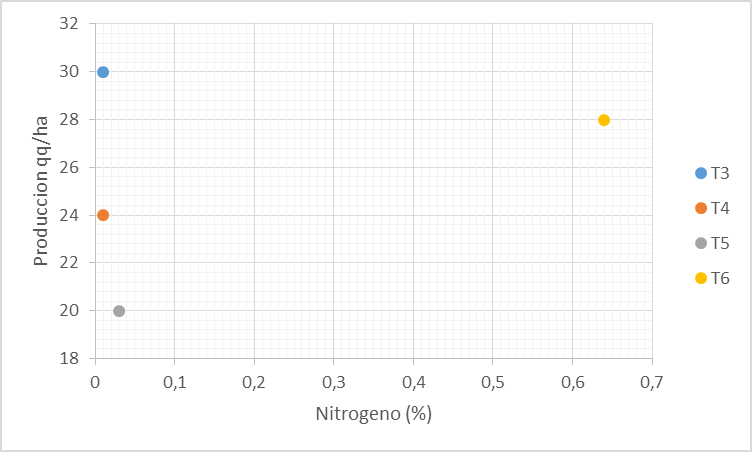 32
30
28
26
24
22
20
18
Produccion qq/ha
0
0,1
0,2
0,3
0,4
0,5
0,6
0,7
Nitrogeno (%)
T3
T4
T5
T6